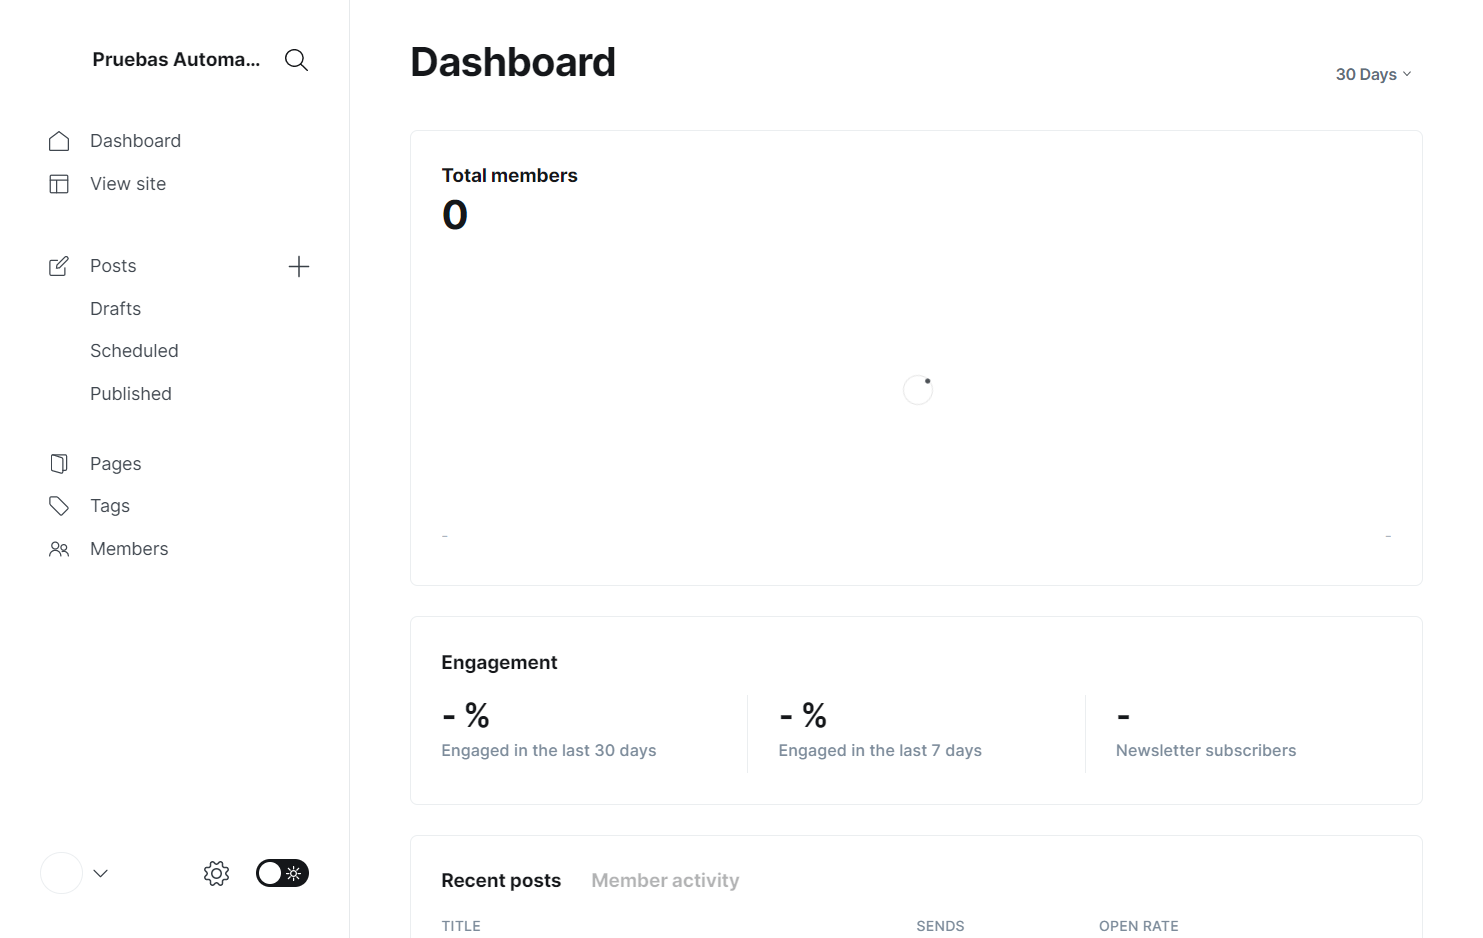 Pruebas Automa...
Dashboard
View site
Posts
Drafts
Scheduled
Published
Pages
Tags
Members
Dashboard
30 Days
Total members
0
-
-
Engagement
- %
Engaged in the last 30 days
- %
Engaged in the last 7 days
-
Newsletter subscribers
Recent posts
Member activity
TITLE
SENDS
OPEN RATE